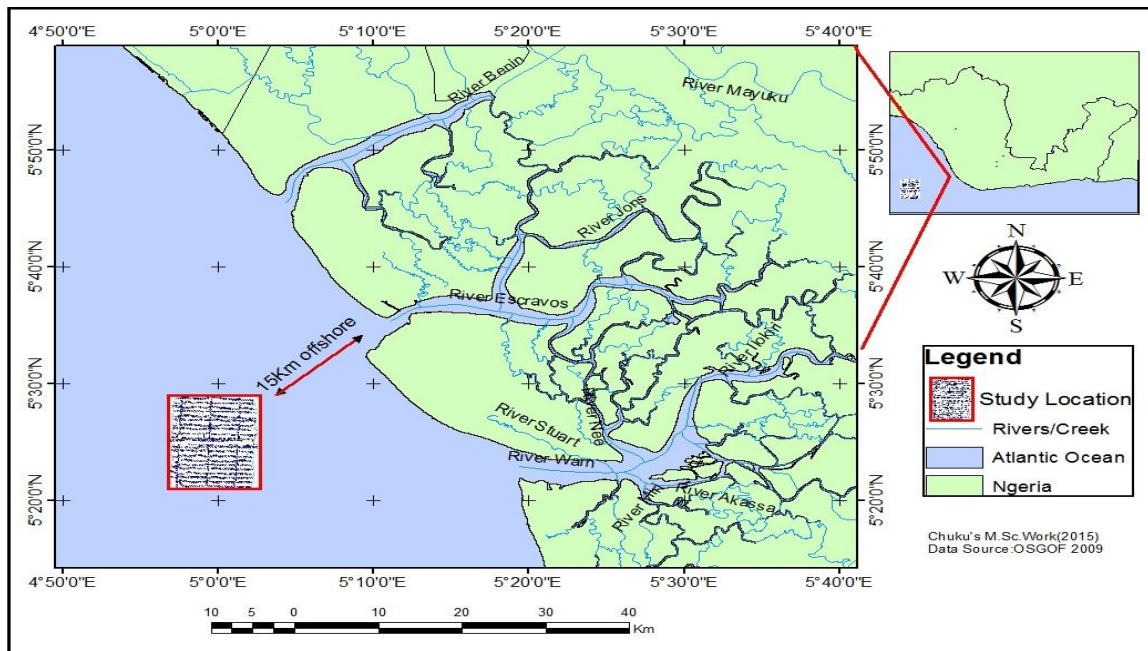 4°50'0"E 5°0'0"E 5°10'0"E 5°20'0"E 5°30'0"E 5°40'0"E
5°50'0"N
5°40'0"N
5°30'0"N
5°20'0"N
River Benin
River Mayuku
River Jons
River Escravos
15Km offshore
River Ilokiri
River Nee
River Stuart
River Warri
River Akassa
5°50'0"N
5°40'0"N
5°30'0"N
5°20'0"N
4°50'0"E 5°0'0"E 5°10'0"E 5°20'0"E 5°30'0"E 5°40'0"E
10 5 0 10 20 30 40
Km
N
W E
S
Legend
Study Location
Rivers/Creek
Atlantic Ocean
Ngeria
Chuku's M.Sc.Work(2015)
Data Source:OSGOF 2009